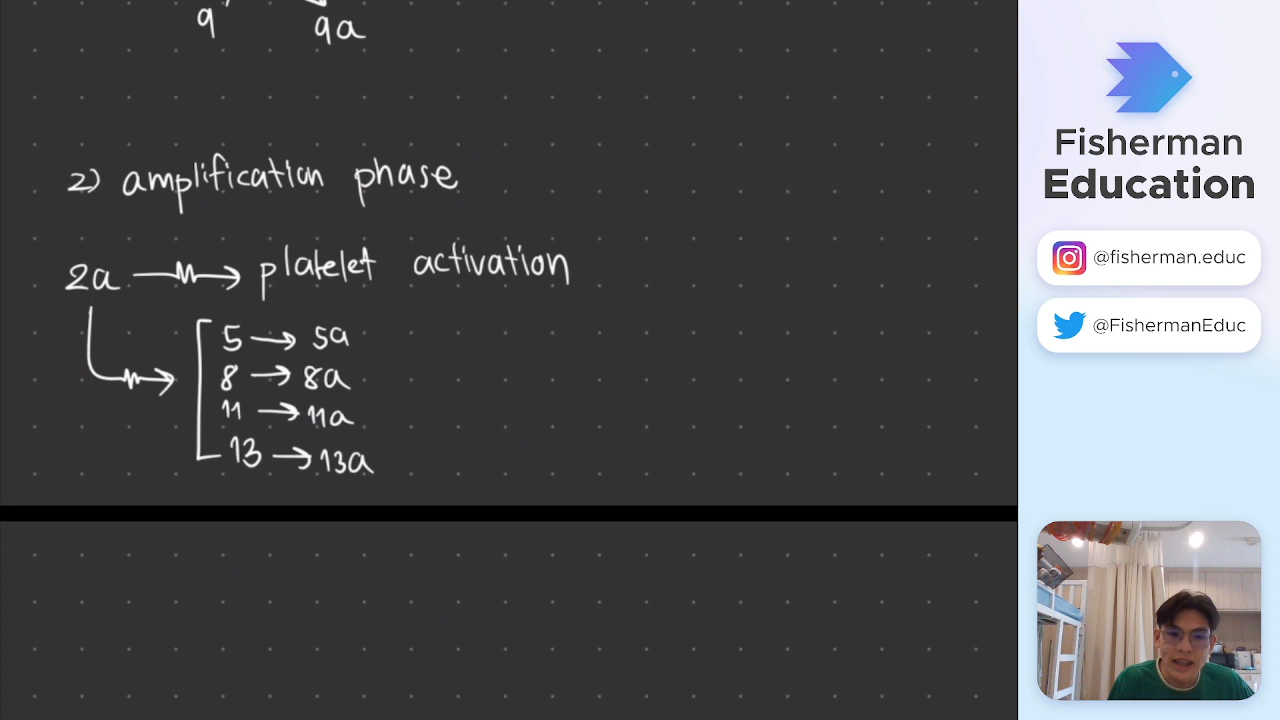 9 9a
2) amplification phase
2a → platelet activation
5 → 5a
8 → 8a
11 → 11a
13 → 13a
Fisherman
Education
@fisherman.educ
@FishermanEduc